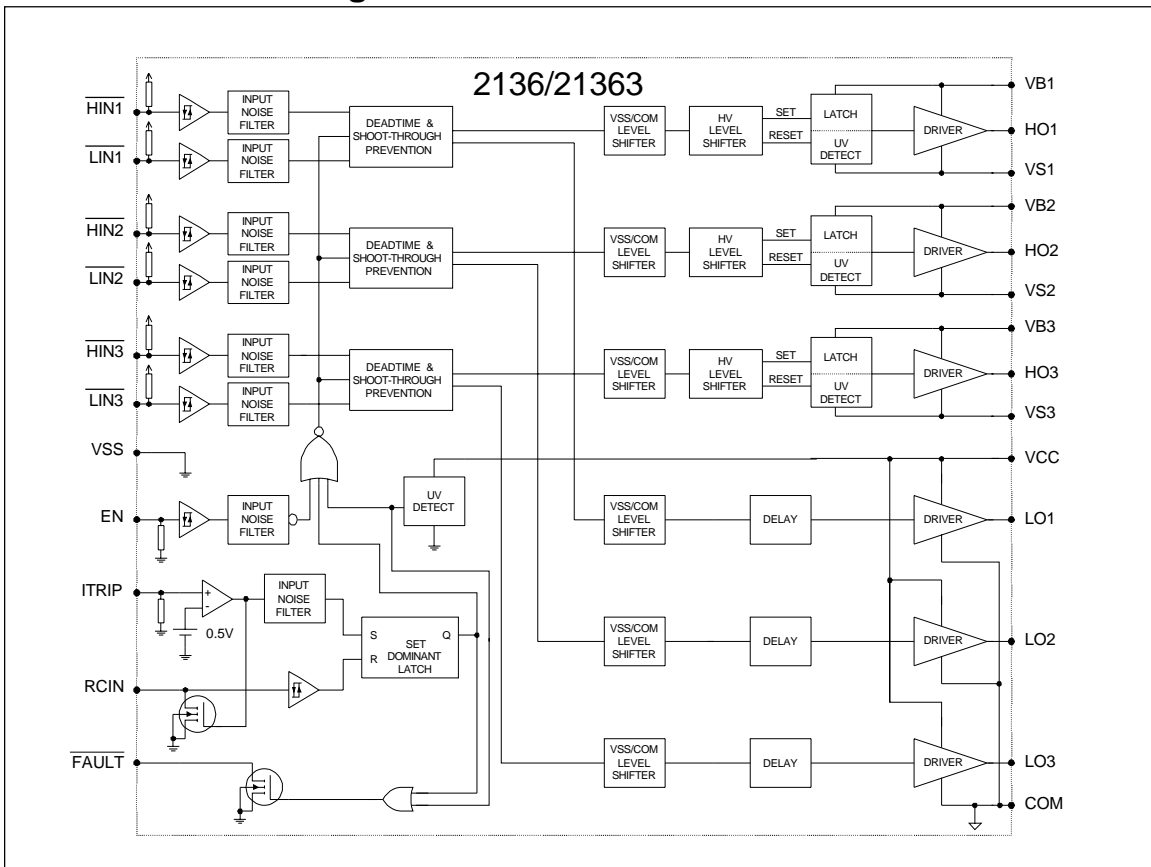 g
2136/21363
HIN1
LIN1
HIN2
LIN2
HIN3
LIN3
VSS
EN
ITRIP
RCIN
FAULT
INPUT
NOISE
FILTER
INPUT
NOISE
FILTER
DEADTIME &
SHOOT-THROUGH
PREVENTION
VSS/COM
LEVEL
SHIFTER
HV
LEVEL
SHIFTER
SET
RESET
LATCH
UV
DETECT
DRIVER
VB1
HO1
VS1
INPUT
NOISE
FILTER
INPUT
NOISE
FILTER
DEADTIME &
SHOOT-THROUGH
PREVENTION
VSS/COM
LEVEL
SHIFTER
HV
LEVEL
SHIFTER
SET
RESET
LATCH
UV
DETECT
DRIVER
VB2
HO2
VS2
INPUT
NOISE
FILTER
INPUT
NOISE
FILTER
DEADTIME &
SHOOT-THROUGH
PREVENTION
VSS/COM
LEVEL
SHIFTER
HV
LEVEL
SHIFTER
SET
RESET
LATCH
UV
DETECT
DRIVER
VB3
HO3
VS3
VCC
INPUT
NOISE
FILTER
UV
DETECT
VSS/COM
LEVEL
SHIFTER
DELAY
DRIVER
LO1
+
-
0.5V
INPUT
NOISE
FILTER
S
R
Q
SET
DOMINANT
LATCH
VSS/COM
LEVEL
SHIFTER
DELAY
DRIVER
LO2
VSS/COM
LEVEL
SHIFTER
DELAY
DRIVER
LO3
COM